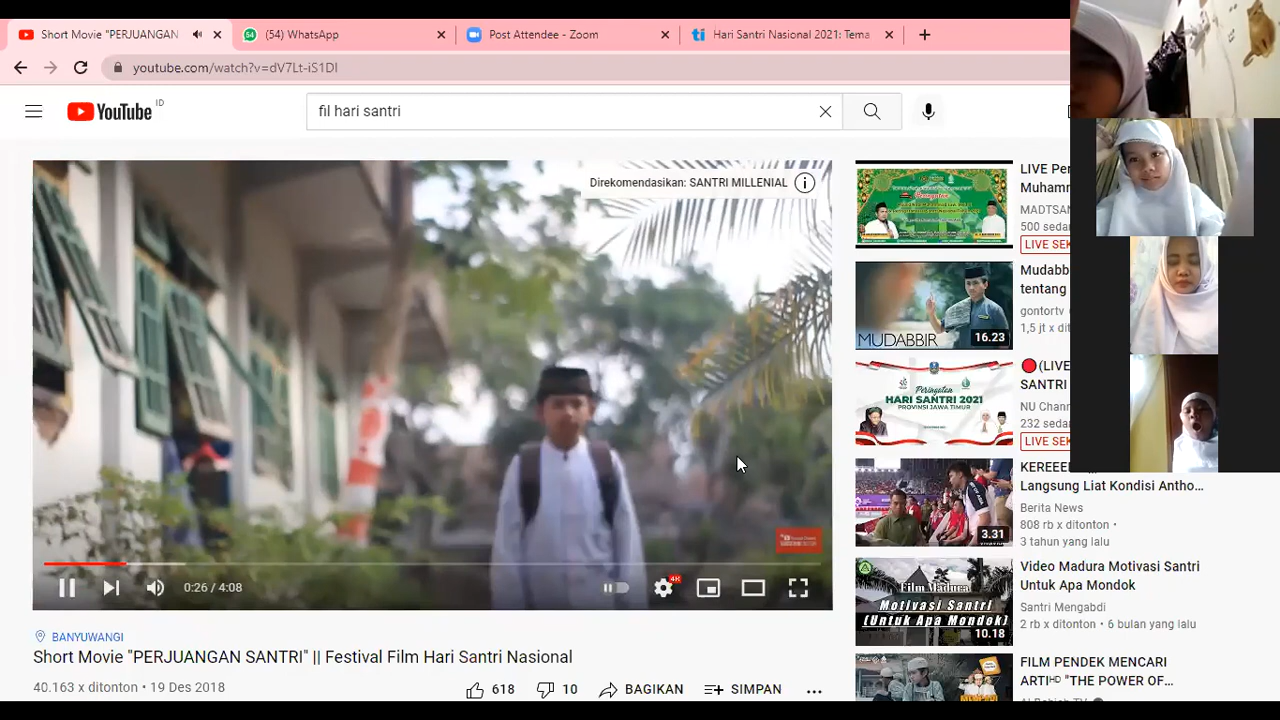 Short Movie "PERJUANGAN
(54) WhatsApp
Post Attendee - Zoom
Hari Santri Nasional 2021: Tema
youtube.com/watch?v=dV7Lt-iS1DI
YouTube ID
fil hari santri
Direkomendasikan: SANTRI MILLENIAL
0:26 / 4:08
4K
BANYUWANGI
Short Movie "PERJUANGAN SANTRI" || Festival Film Hari Santri Nasional
40.163 x ditonton • 19 Des 2018
618
10
BAGIKAN
SIMPAN
LIVE Per
Muhamm
MADTSAN
500 sedan
LIVE SEK
MUDABBIR
16.23
Mudabb
tentang
gontortv
1,5 jt x dit
Peringatan
HARI SANTRI 2021
PROVINSI JAWA TIMUR
(LIVE
SANTRI
NU Chann
232 sedan
LIVE SEK
3.31
KEREEE
Langsung Liat Kondisi Antho...
Berita News
808 rb x ditonton •
3 tahun yang lalu
Film Madura
Motivasi Santri
(Untuk Apa Mondok)
10.18
Video Madura Motivasi Santri
Untuk Apa Mondok
Santri Mengabdi
2 rb x ditonton • 6 bulan yang lalu
FILM PENDEK MENCARI
ARTI HD "THE POWER OF...